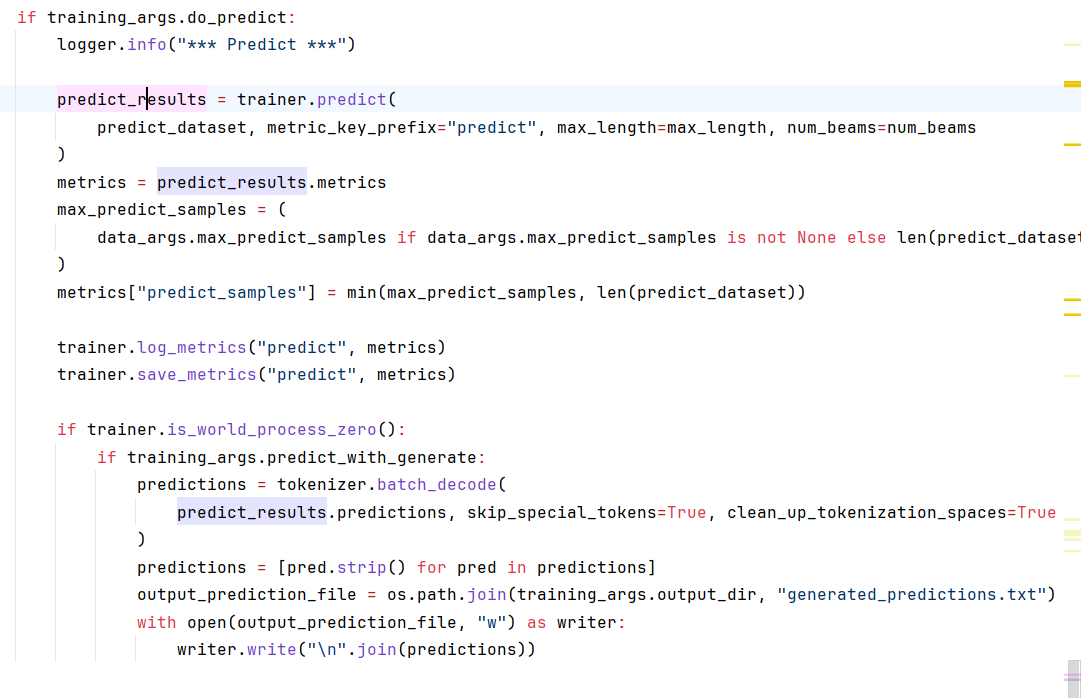 if training_args.do_predict:
    logger.info("*** Predict ***")

    predict_results = trainer.predict(
        predict_dataset, metric_key_prefix="predict", max_length=max_length, num_beams=num_beams
    )
    metrics = predict_results.metrics
    max_predict_samples = (
        data_args.max_predict_samples if data_args.max_predict_samples is not None else len(predict_dataset
    )
    metrics["predict_samples"] = min(max_predict_samples, len(predict_dataset))

    trainer.log_metrics("predict", metrics)
    trainer.save_metrics("predict", metrics)

    if trainer.is_world_process_zero():
        if training_args.predict_with_generate:
            predictions = tokenizer.batch_decode(
                predict_results.predictions, skip_special_tokens=True, clean_up_tokenization_spaces=True
            )
            predictions = [pred.strip() for pred in predictions]
            output_prediction_file = os.path.join(training_args.output_dir, "generated_predictions.txt")
            with open(output_prediction_file, "w") as writer:
                writer.write("\n".join(predictions))